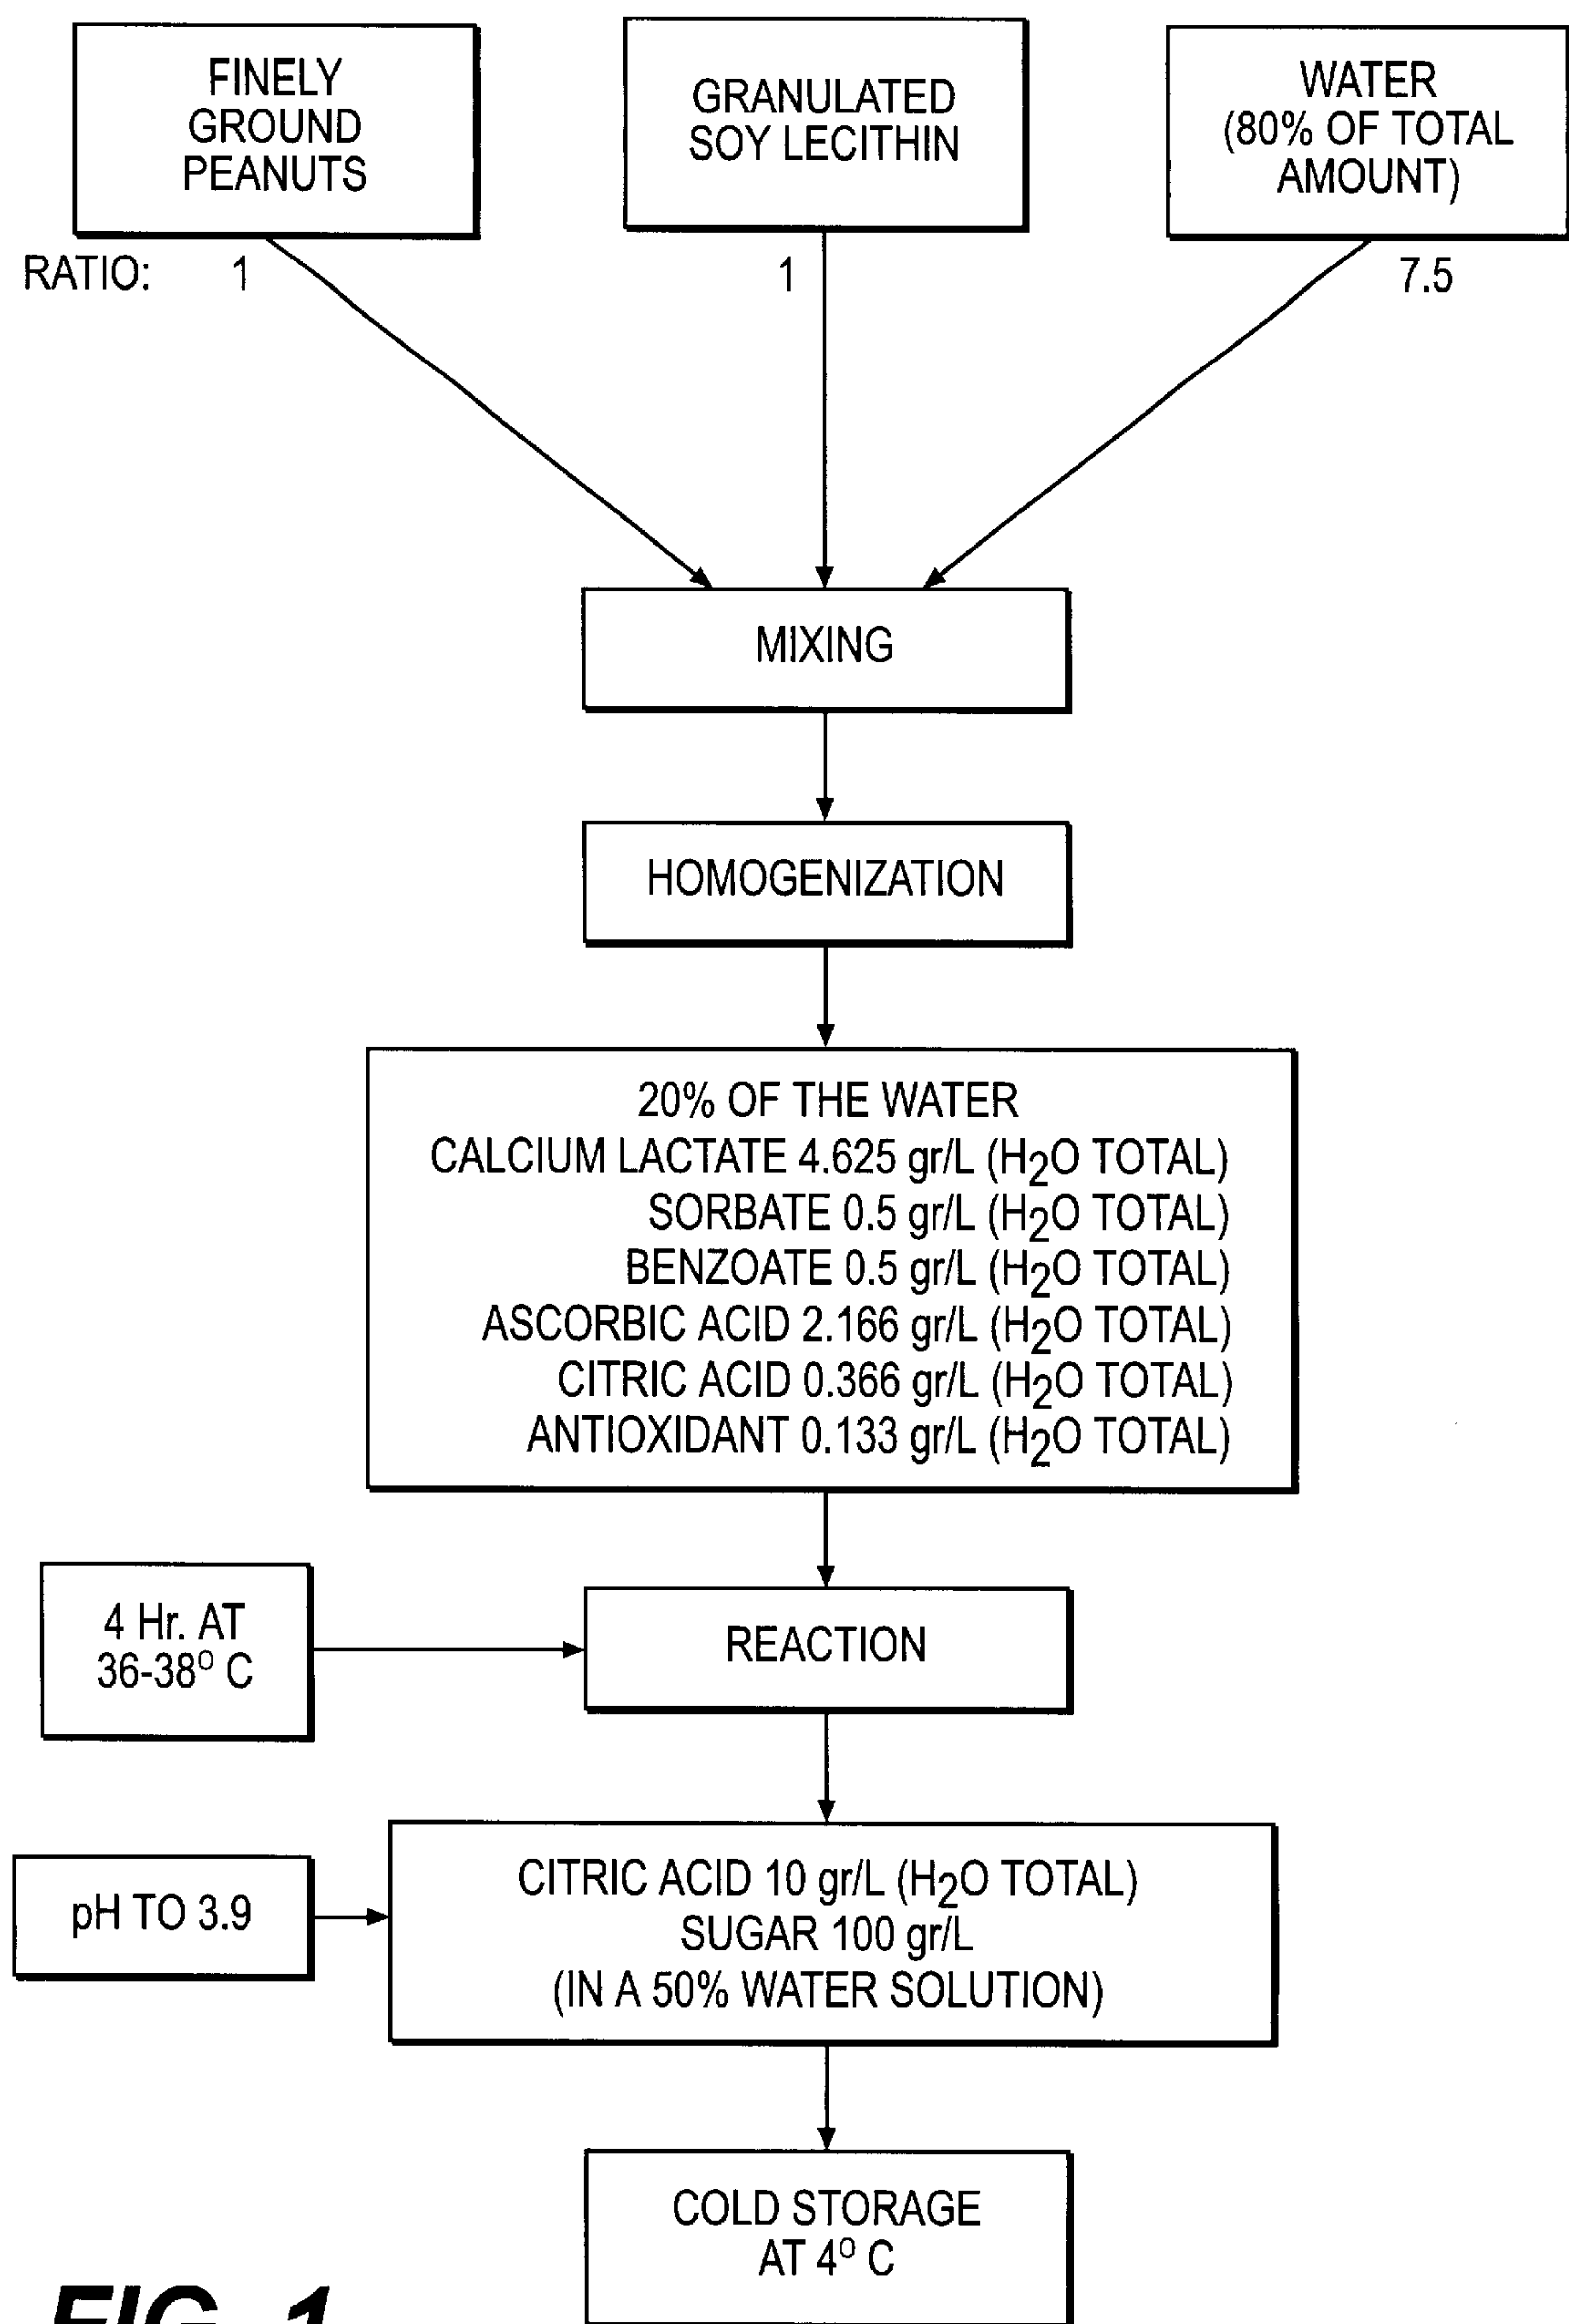 FINELY
GROUND
PEANUTS
GRANULATED
SOY LECITHIN
WATER
(80% OF TOTAL
AMOUNT)
RATIO: 1 1 7.5
MIXING
HOMOGENIZATION
20% OF THE WATER
CALCIUM LACTATE 4.625 gr/L (H2O TOTAL)
SORBATE 0.5 gr/L (H2O TOTAL)
BENZOATE 0.5 gr/L (H2O TOTAL)
ASCORBIC ACID 2.166 gr/L (H2O TOTAL)
CITRIC ACID 0.366 gr/L (H2O TOTAL)
ANTIOXIDANT 0.133 gr/L (H2O TOTAL)
4 Hr. AT
36-38º C
REACTION
pH TO 3.9
CITRIC ACID 10 gr/L (H2O TOTAL)
SUGAR 100 gr/L
(IN A 50% WATER SOLUTION)
COLD STORAGE
AT 4º C
FIG. 1